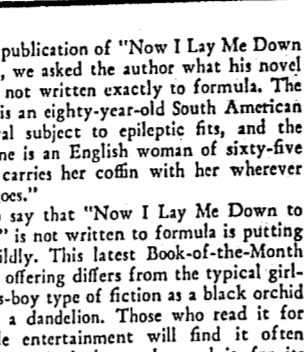 publication of "Now I Lay Me Down
, we asked the author what his novel
not written exactly to formula. The
is an eighty-year-old South American
al subject to epileptic fits, and the
ne is an English woman of sixty-five
carries her coffin with her wherever
oes."
say that "Now I Lay Me Down to
" is not written to formula is putting
ildly. This latest Book-of-the-Month
offering differs from the typical girl-
s-boy type of fiction as a black orchid
a dandelion. Those who read it for
le entertainment will find it often